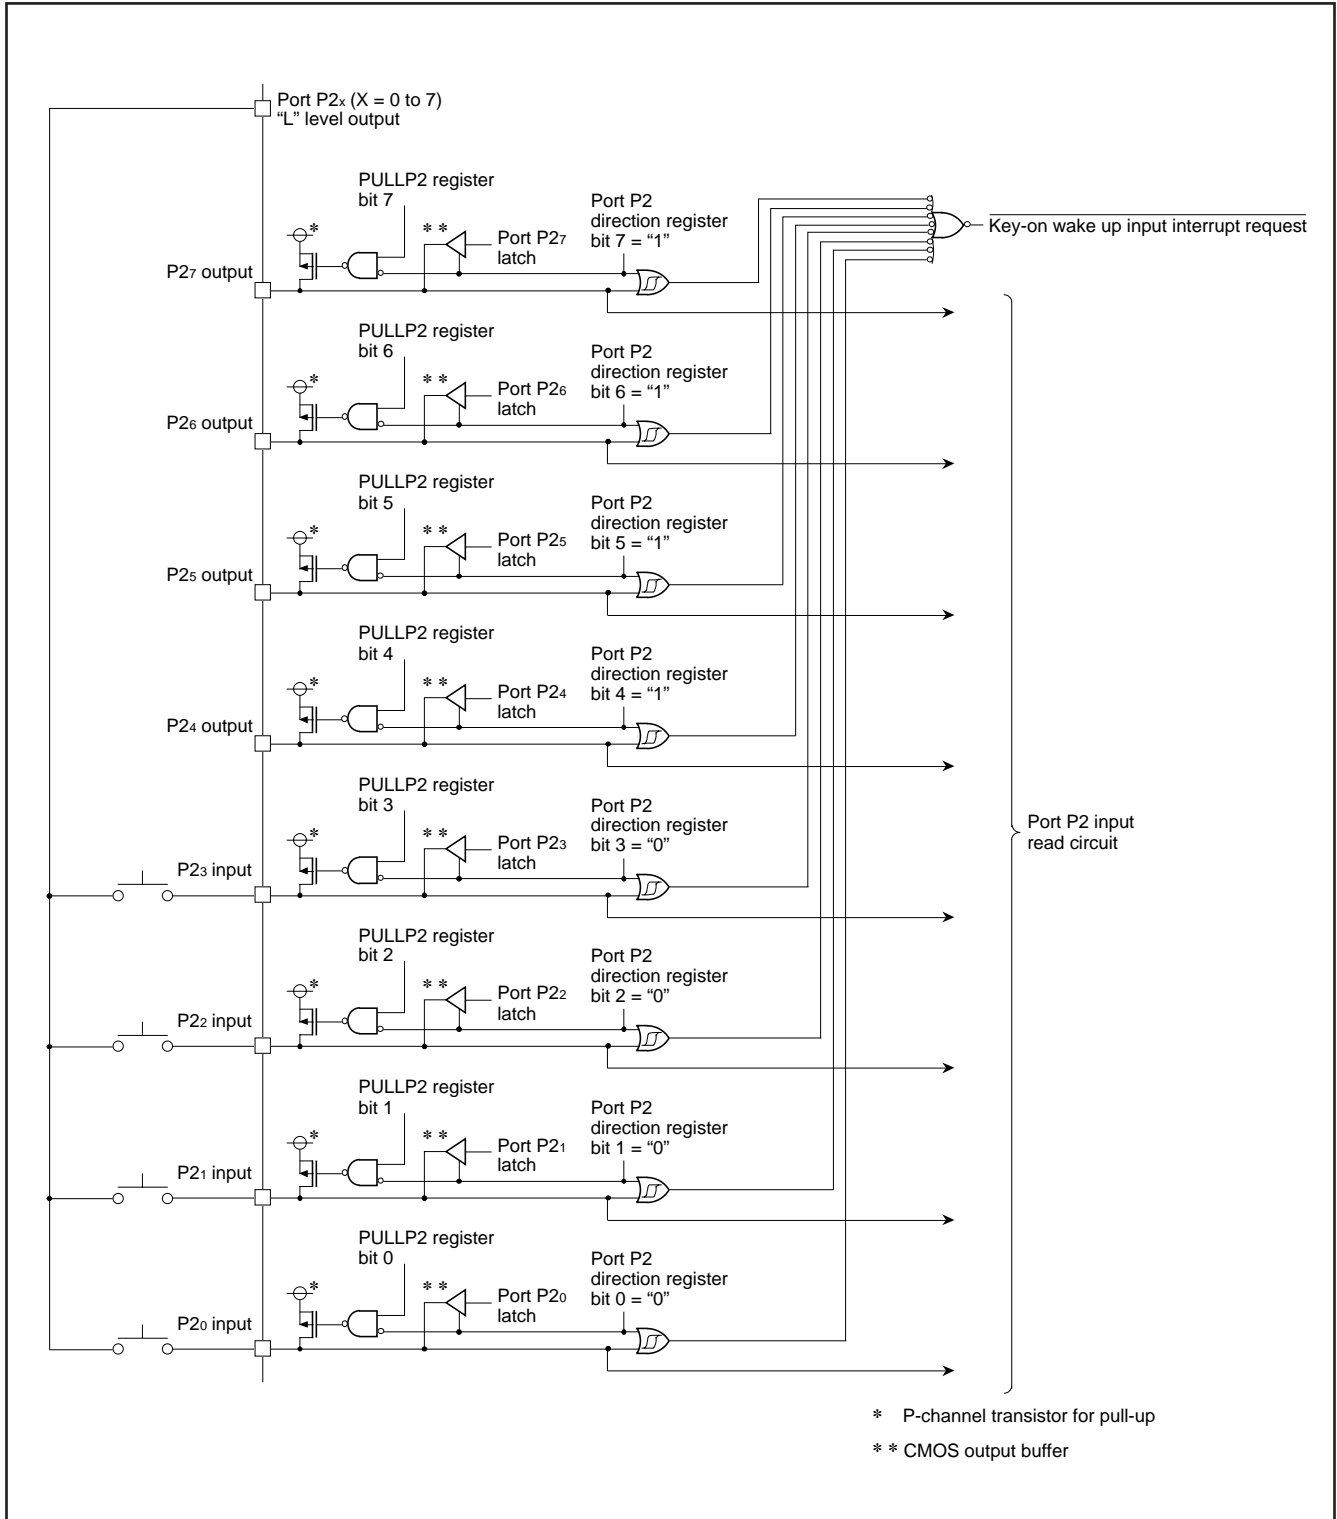 Port P2x (X = 0 to 7)
“L” level output
PULLP2 register
bit 7
*
* *
Port P27
latch
Port P2
direction register
bit 7 = “1”
P27 output
Key-on wake up input interrupt request
PULLP2 register
bit 6
*
* *
Port P26
latch
Port P2
direction register
bit 6 = “1”
P26 output
PULLP2 register
bit 5
*
* *
Port P25
latch
Port P2
direction register
bit 5 = “1”
P25 output
PULLP2 register
bit 4
*
* *
Port P24
latch
Port P2
direction register
bit 4 = “1”
P24 output
PULLP2 register
bit 3
*
* *
Port P23
latch
Port P2
direction register
bit 3 = “0”
P23 input
Port P2 input
read circuit
PULLP2 register
bit 2
*
* *
Port P22
latch
Port P2
direction register
bit 2 = “0”
P22 input
PULLP2 register
bit 1
*
* *
Port P21
latch
Port P2
direction register
bit 1 = “0”
P21 input
PULLP2 register
bit 0
*
* *
Port P20
latch
Port P2
direction register
bit 0 = “0”
P20 input
* P-channel transistor for pull-up
* * CMOS output buffer